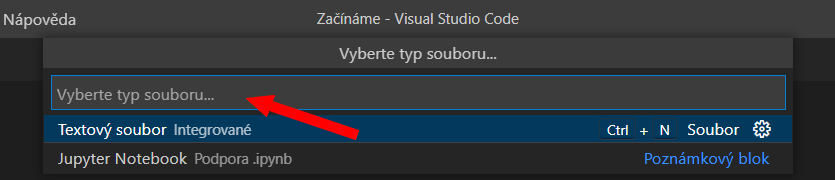 Nápověda Začínáme - Visual Studio Code
Vyberte typ souboru...
Vyberte typ souboru...
Textový soubor Integrované Ctrl + N Soubor
Jupyter Notebook Podpora .ipynb Poznámkový blok